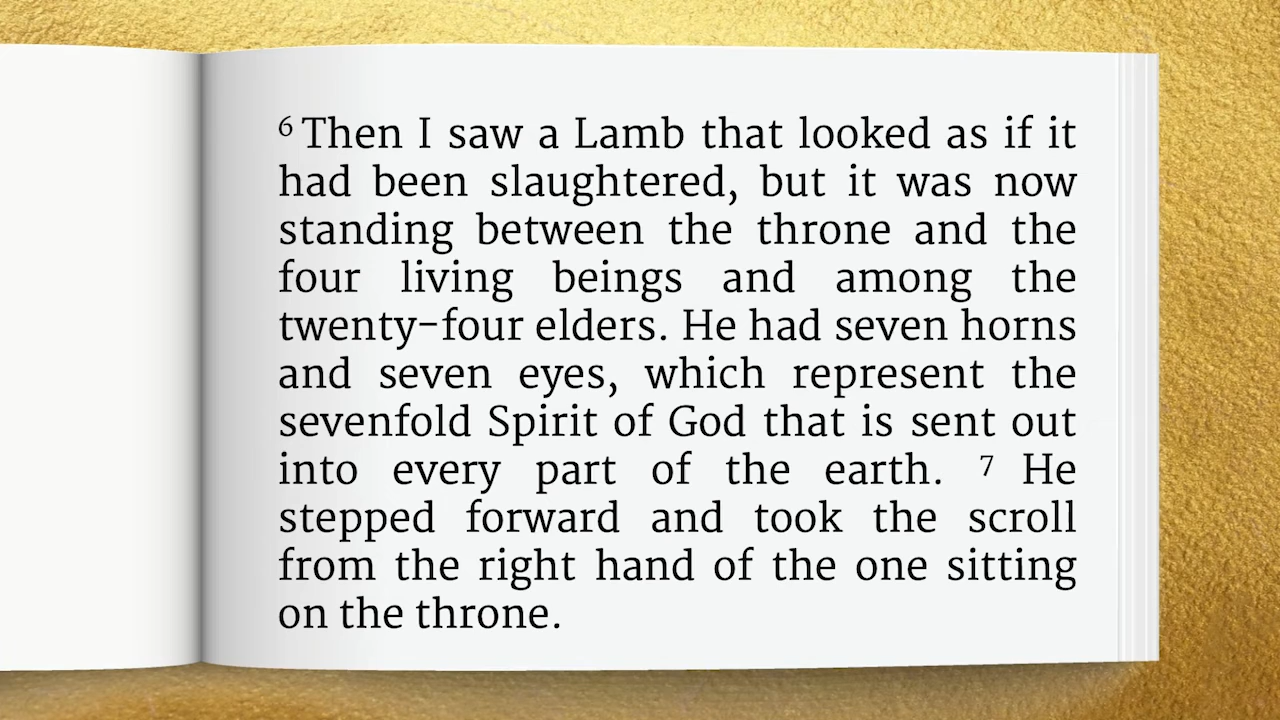 6 Then I saw a Lamb that looked as if it
had been slaughtered, but it was now
standing between the throne and the
four living beings and among the
twenty-four elders. He had seven horns
and seven eyes, which represent the
sevenfold Spirit of God that is sent out
into every part of the earth. 7 He
stepped forward and took the scroll
from the right hand of the one sitting
on the throne.